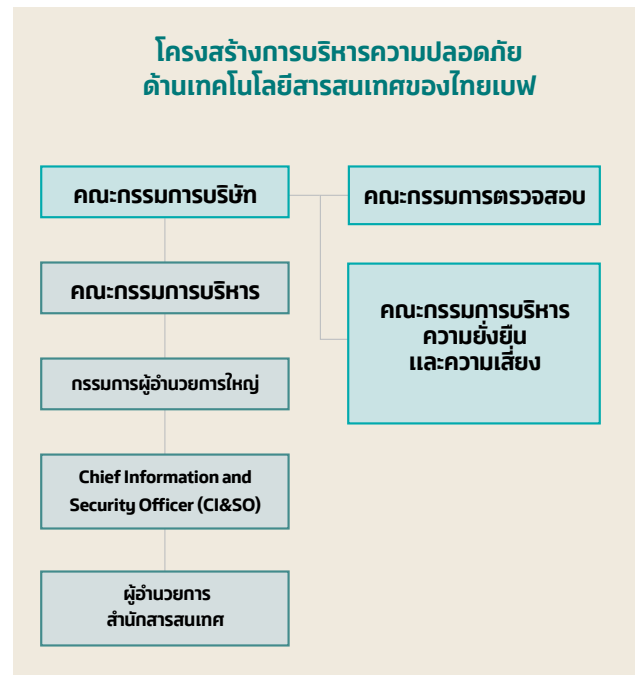 โครงสร้างการบริหารความปลอดภัย
ด้านเทคโนโลยีสารสนเทศของไทยเบฟ
คณะกรรมการบริษัท
คณะกรรมการตรวจสอบ
คณะกรรมการบริหาร
คณะกรรมการบริหาร
ความยั่งยืน
และความเสี่ยง
กรรมการผู้อำนวยการใหญ่
Chief Information and
Security Officer (CI&SO)
ผู้อำนวยการ
สำนักสารสนเทศ